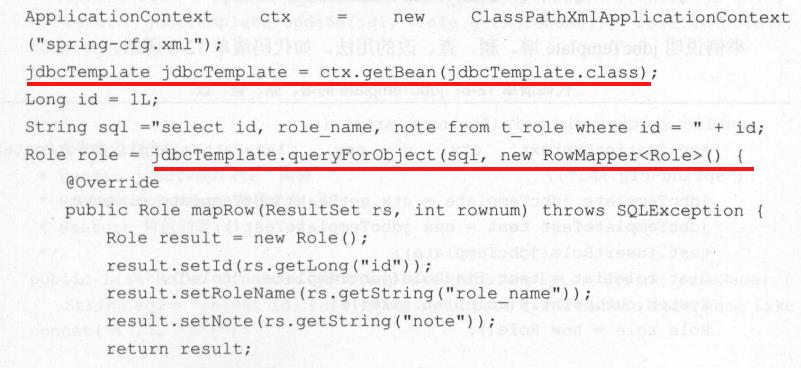 ApplicationContext ctx = new ClassPathXmlApplicationContext
("spring-cfg.xml");
jdbcTemplate jdbcTemplate = ctx.getBean(jdbcTemplate.class);
Long id = 1L;
String sql ="select id, role_name, note from t_role where id = " + id;
Role role = jdbcTemplate.queryForObject(sql, new RowMapper<Role>() {
@Override
public Role mapRow(ResultSet rs, int rownum) throws SQLException {
Role result = new Role();
result.setId(rs.getLong("id"));
result.setRoleName(rs.getString("role_name"));
result.setNote(rs.getString("note"));
return result;